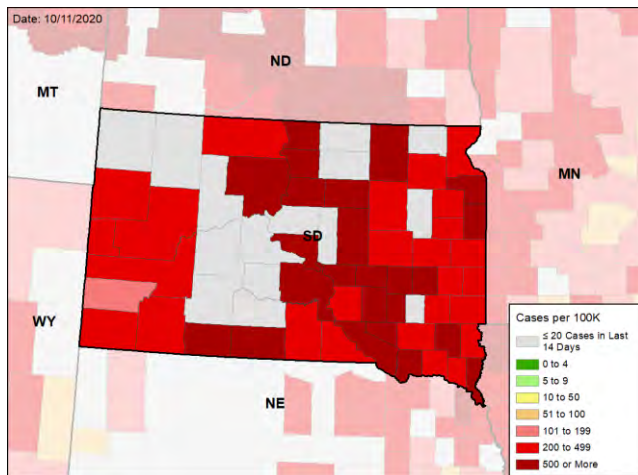 Date: 10/11/2020
ND
MT
MN
SD
WY
NE
Cases per 100K
≤ 20 Cases in Last
14 Days
0 to 4
5 to 9
10 to 50
51 to 100
101 to 199
200 to 499
500 or More